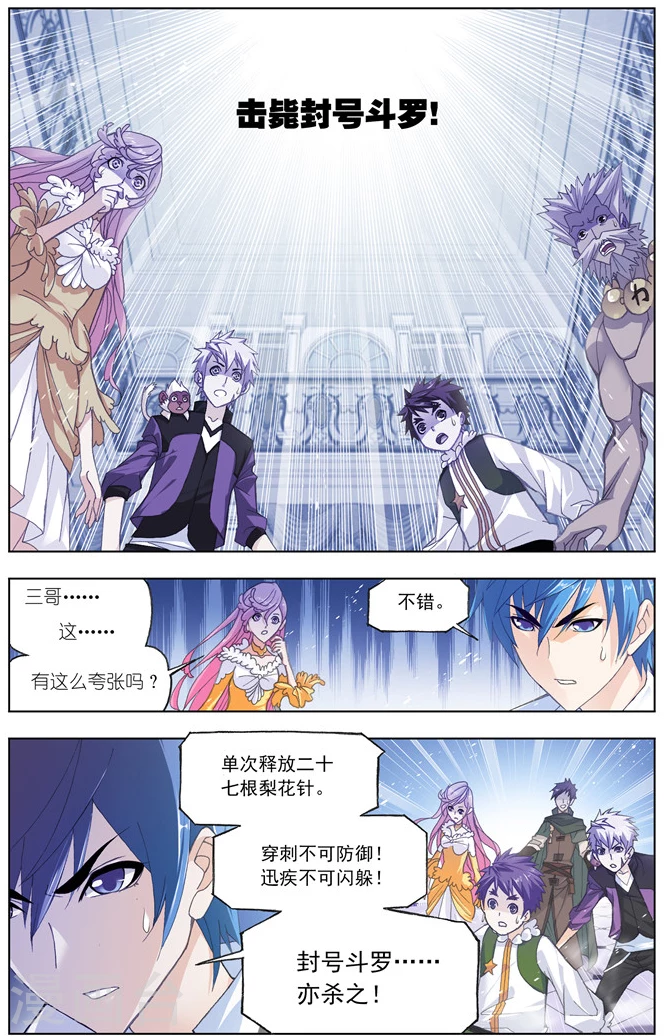 击毙封号斗罗!
三哥……
这……
有这么夸张吗?
不错。
单次释放二十
七根梨花针。
穿刺不可防御!
迅疾不可闪躲!
封号斗罗……
亦杀之!